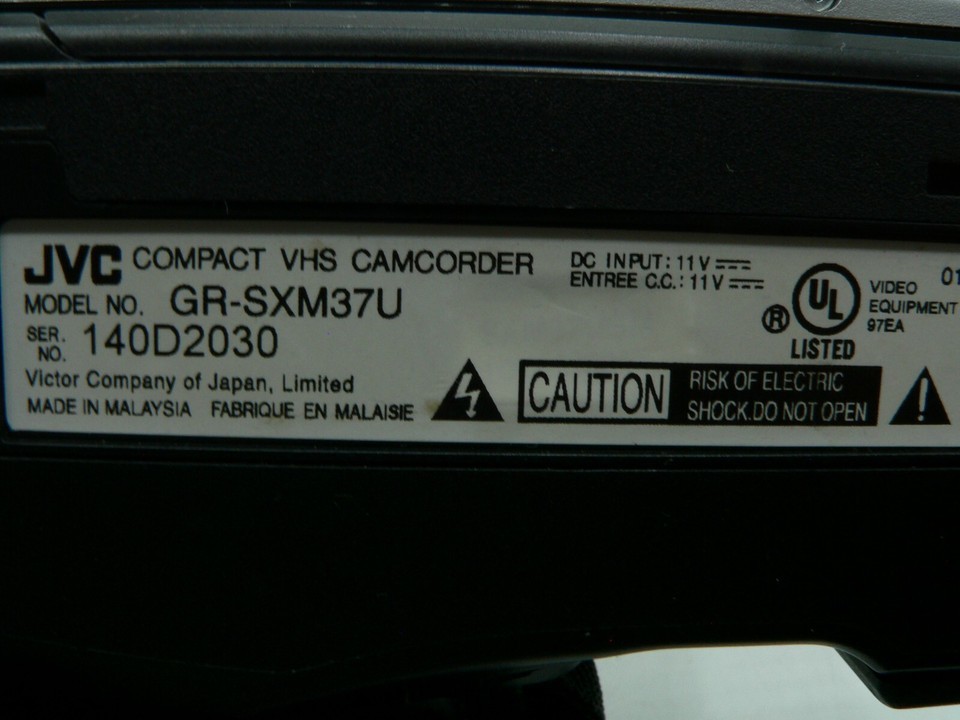 JVC COMPACT VHS CAMCORDER
MODEL NO. GR-SXM37U
SER. NO. 140D2030
Victor Company of Japan, Limited
MADE IN MALAYSIA FABRIQUE EN MALAISIE
DC INPUT: 11V
ENTREE C.C.: 11V
CAUTION
RISK OF ELECTRIC
SHOCK.DO NOT OPEN
® UL
LISTED
VIDEO
EQUIPMENT
97EA
01